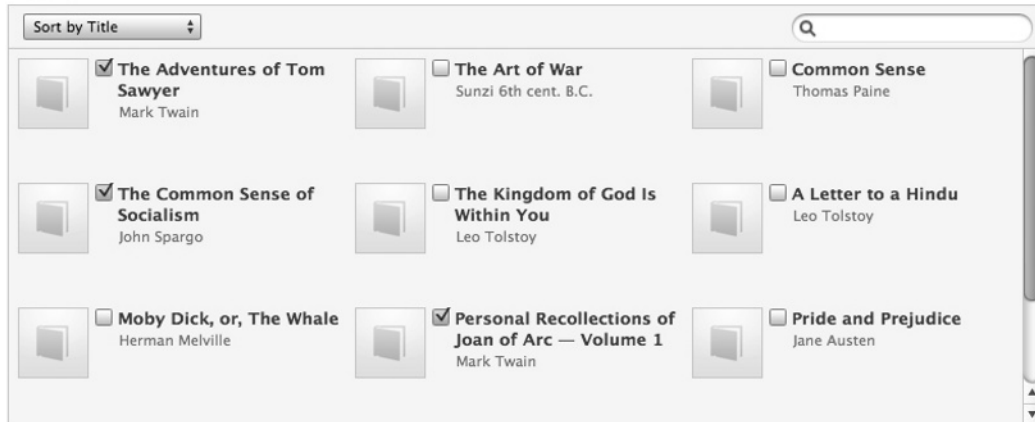 Sort by Title
The Adventures of Tom
Sawyer
Mark Twain
The Art of War
Sunzi 6th cent. B.C.
Common Sense
Thomas Paine
The Common Sense of
Socialism
John Spargo
The Kingdom of God Is
Within You
Leo Tolstoy
A Letter to a Hindu
Leo Tolstoy
Moby Dick, or, The Whale
Herman Melville
Personal Recollections of
Joan of Arc — Volume 1
Mark Twain
Pride and Prejudice
Jane Austen